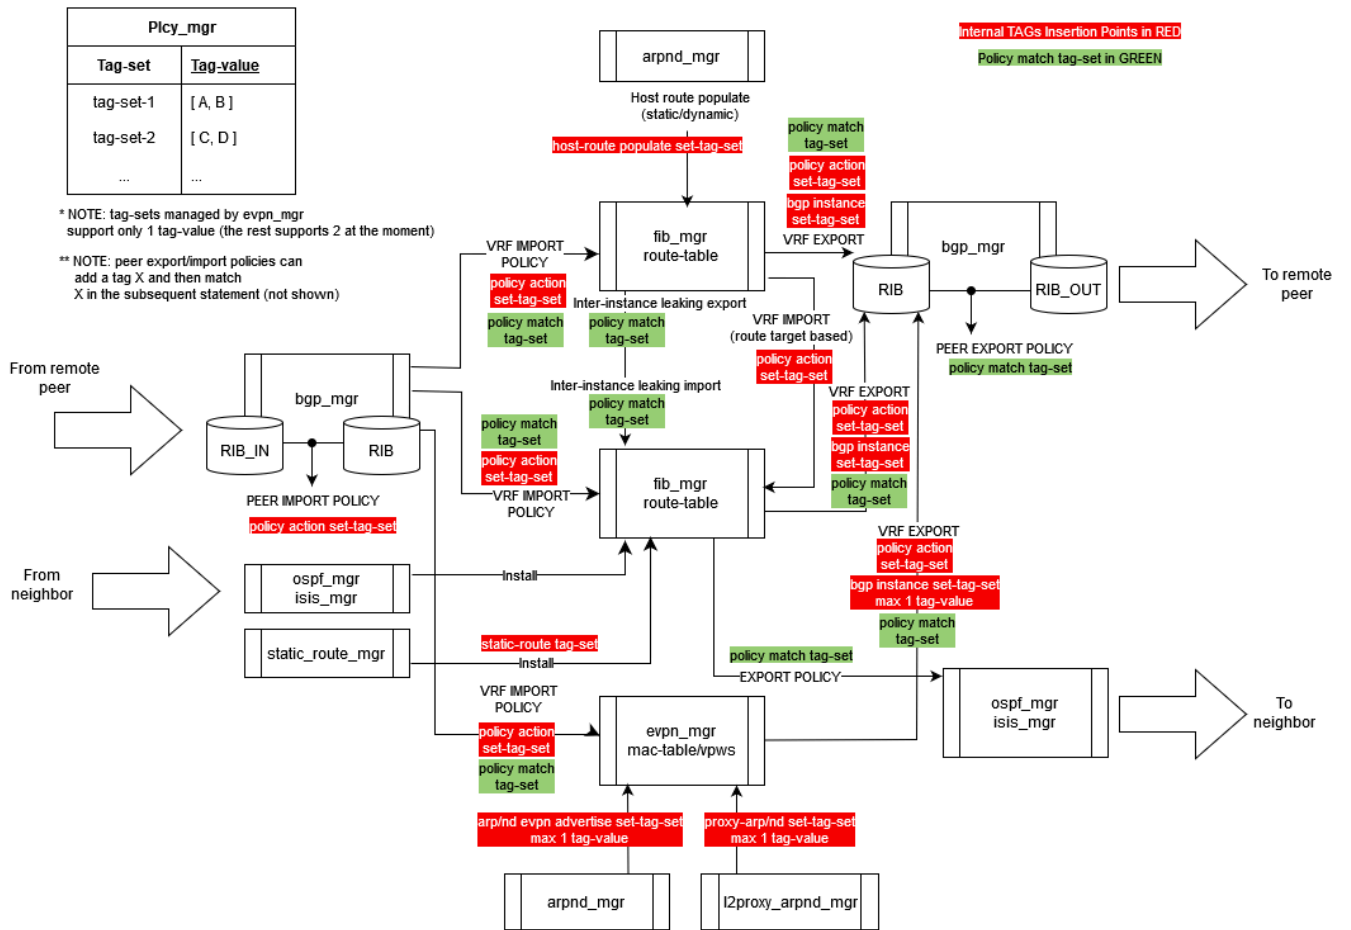 Plcy_mgr
Tag-set
Tag-value
tag-set-1
[ A, B ]
tag-set-2
[ C, D ]
...
...
* NOTE: tag-sets managed by evpn_mgr
support only 1 tag-value (the rest supports 2 at the moment)
** NOTE: peer export/import policies can
add a tag X and then match
X in the subsequent statement (not shown)
Internal TAGs Insertion Points in RED
Policy match tag-set in GREEN
arpnd_mgr
Host route populate
(static/dynamic)
host-route populate set-tag-set
policy match
tag-set
policy action
set-tag-set
bgp instance
set-tag-set
VRF EXPORT
fib_mgr
route-table
VRF IMPORT
POLICY
policy action
set-tag-set
policy match
tag-set
Inter-instance leaking export
policy match
tag-set
Inter-instance leaking import
policy match
tag-set
VRF IMPORT
(route target based)
policy action
set-tag-set
bgp_mgr
RIB
RIB_OUT
PEER EXPORT POLICY
policy match tag-set
To remote
peer
From remote
peer
bgp_mgr
RIB_IN
RIB
PEER IMPORT POLICY
policy action set-tag-set
policy match
tag-set
policy action
set-tag-set
VRF IMPORT
POLICY
fib_mgr
route-table
VRF EXPORT
policy action
set-tag-set
bgp instance
set-tag-set
policy match
tag-set
VRF EXPORT
policy action
set-tag-set
bgp instance set-tag-set
max 1 tag-value
policy match
tag-set
From
neighbor
ospf_mgr
isis_mgr
Install
static_route_mgr
static-route tag-set
Install
policy match tag-set
EXPORT POLICY
ospf_mgr
isis_mgr
To
neighbor
VRF IMPORT
POLICY
policy action
set-tag-set
policy match
tag-set
evpn_mgr
mac-table/vpws
arp/nd evpn advertise set-tag-set
max 1 tag-value
proxy-arp/nd set-tag-set
max 1 tag-value
arpnd_mgr
l2proxy_arpnd_mgr